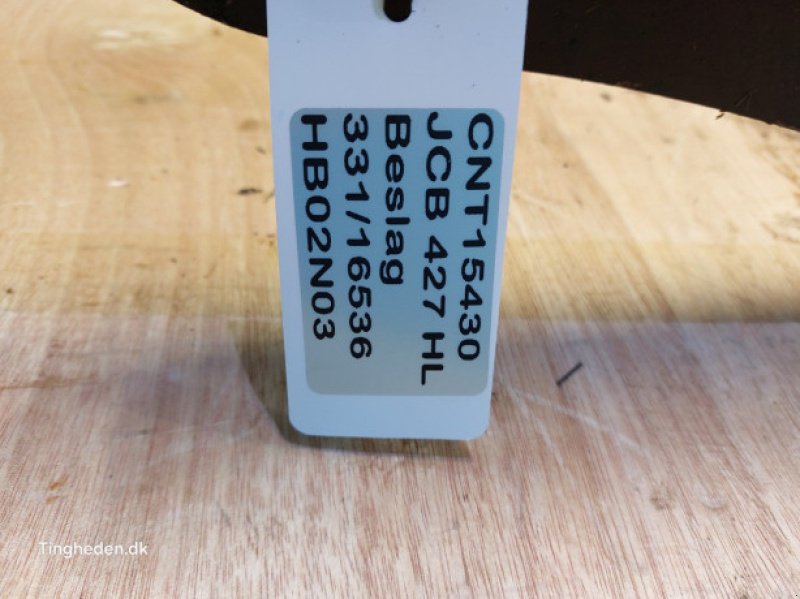 CNT15430
JCB 427 HL
Beslag
331/16536
HB02N03
Tingheden.dk